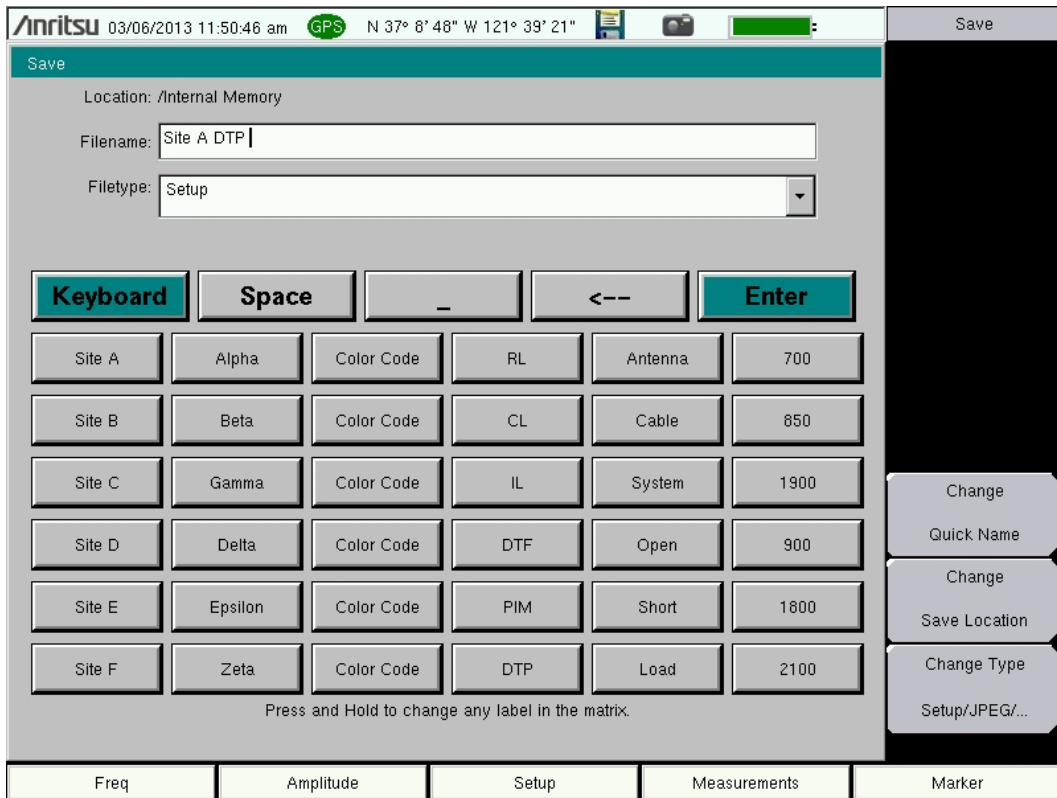 /Inritsu 03/06/2013 11:50:46 am GPS N 37° 8' 48" W 121° 39' 21"
Save
Save
Location: /Internal Memory
Filename: Site A DTP
Filetype: Setup
Keyboard Space _ <-- Enter
Site A Alpha Color Code RL Antenna 700
Site B Beta Color Code CL Cable 850
Site C Gamma Color Code IL System 1900
Site D Delta Color Code DTF Open 900
Site E Epsilon Color Code PIM Short 1800
Site F Zeta Color Code DTP Load 2100
Press and Hold to change any label in the matrix.
Change
Quick Name
Change
Save Location
Change Type
Setup/JPEG/...
Freq Amplitude Setup Measurements Marker